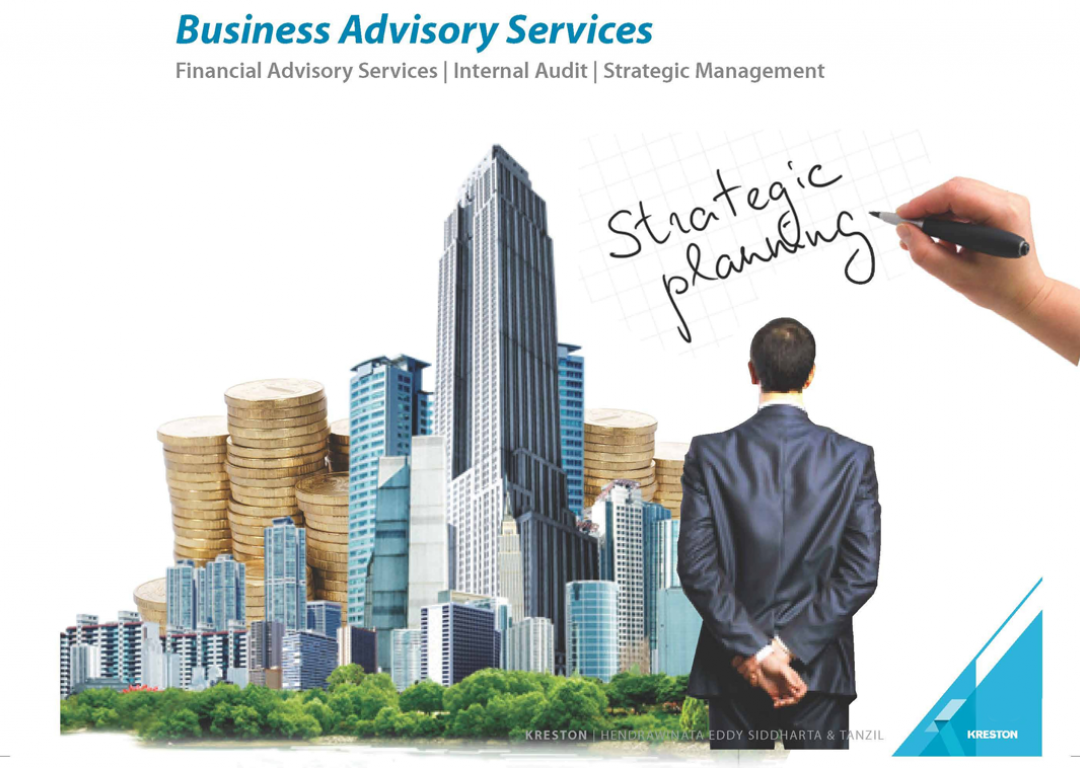 Business Advisory Services
Financial Advisory Services | Internal Audit | Strategic Management
Strategic
planning
KRESTON | HENDRAWINATA EDDY SIDDHARTA & TANZIL
KRESTON